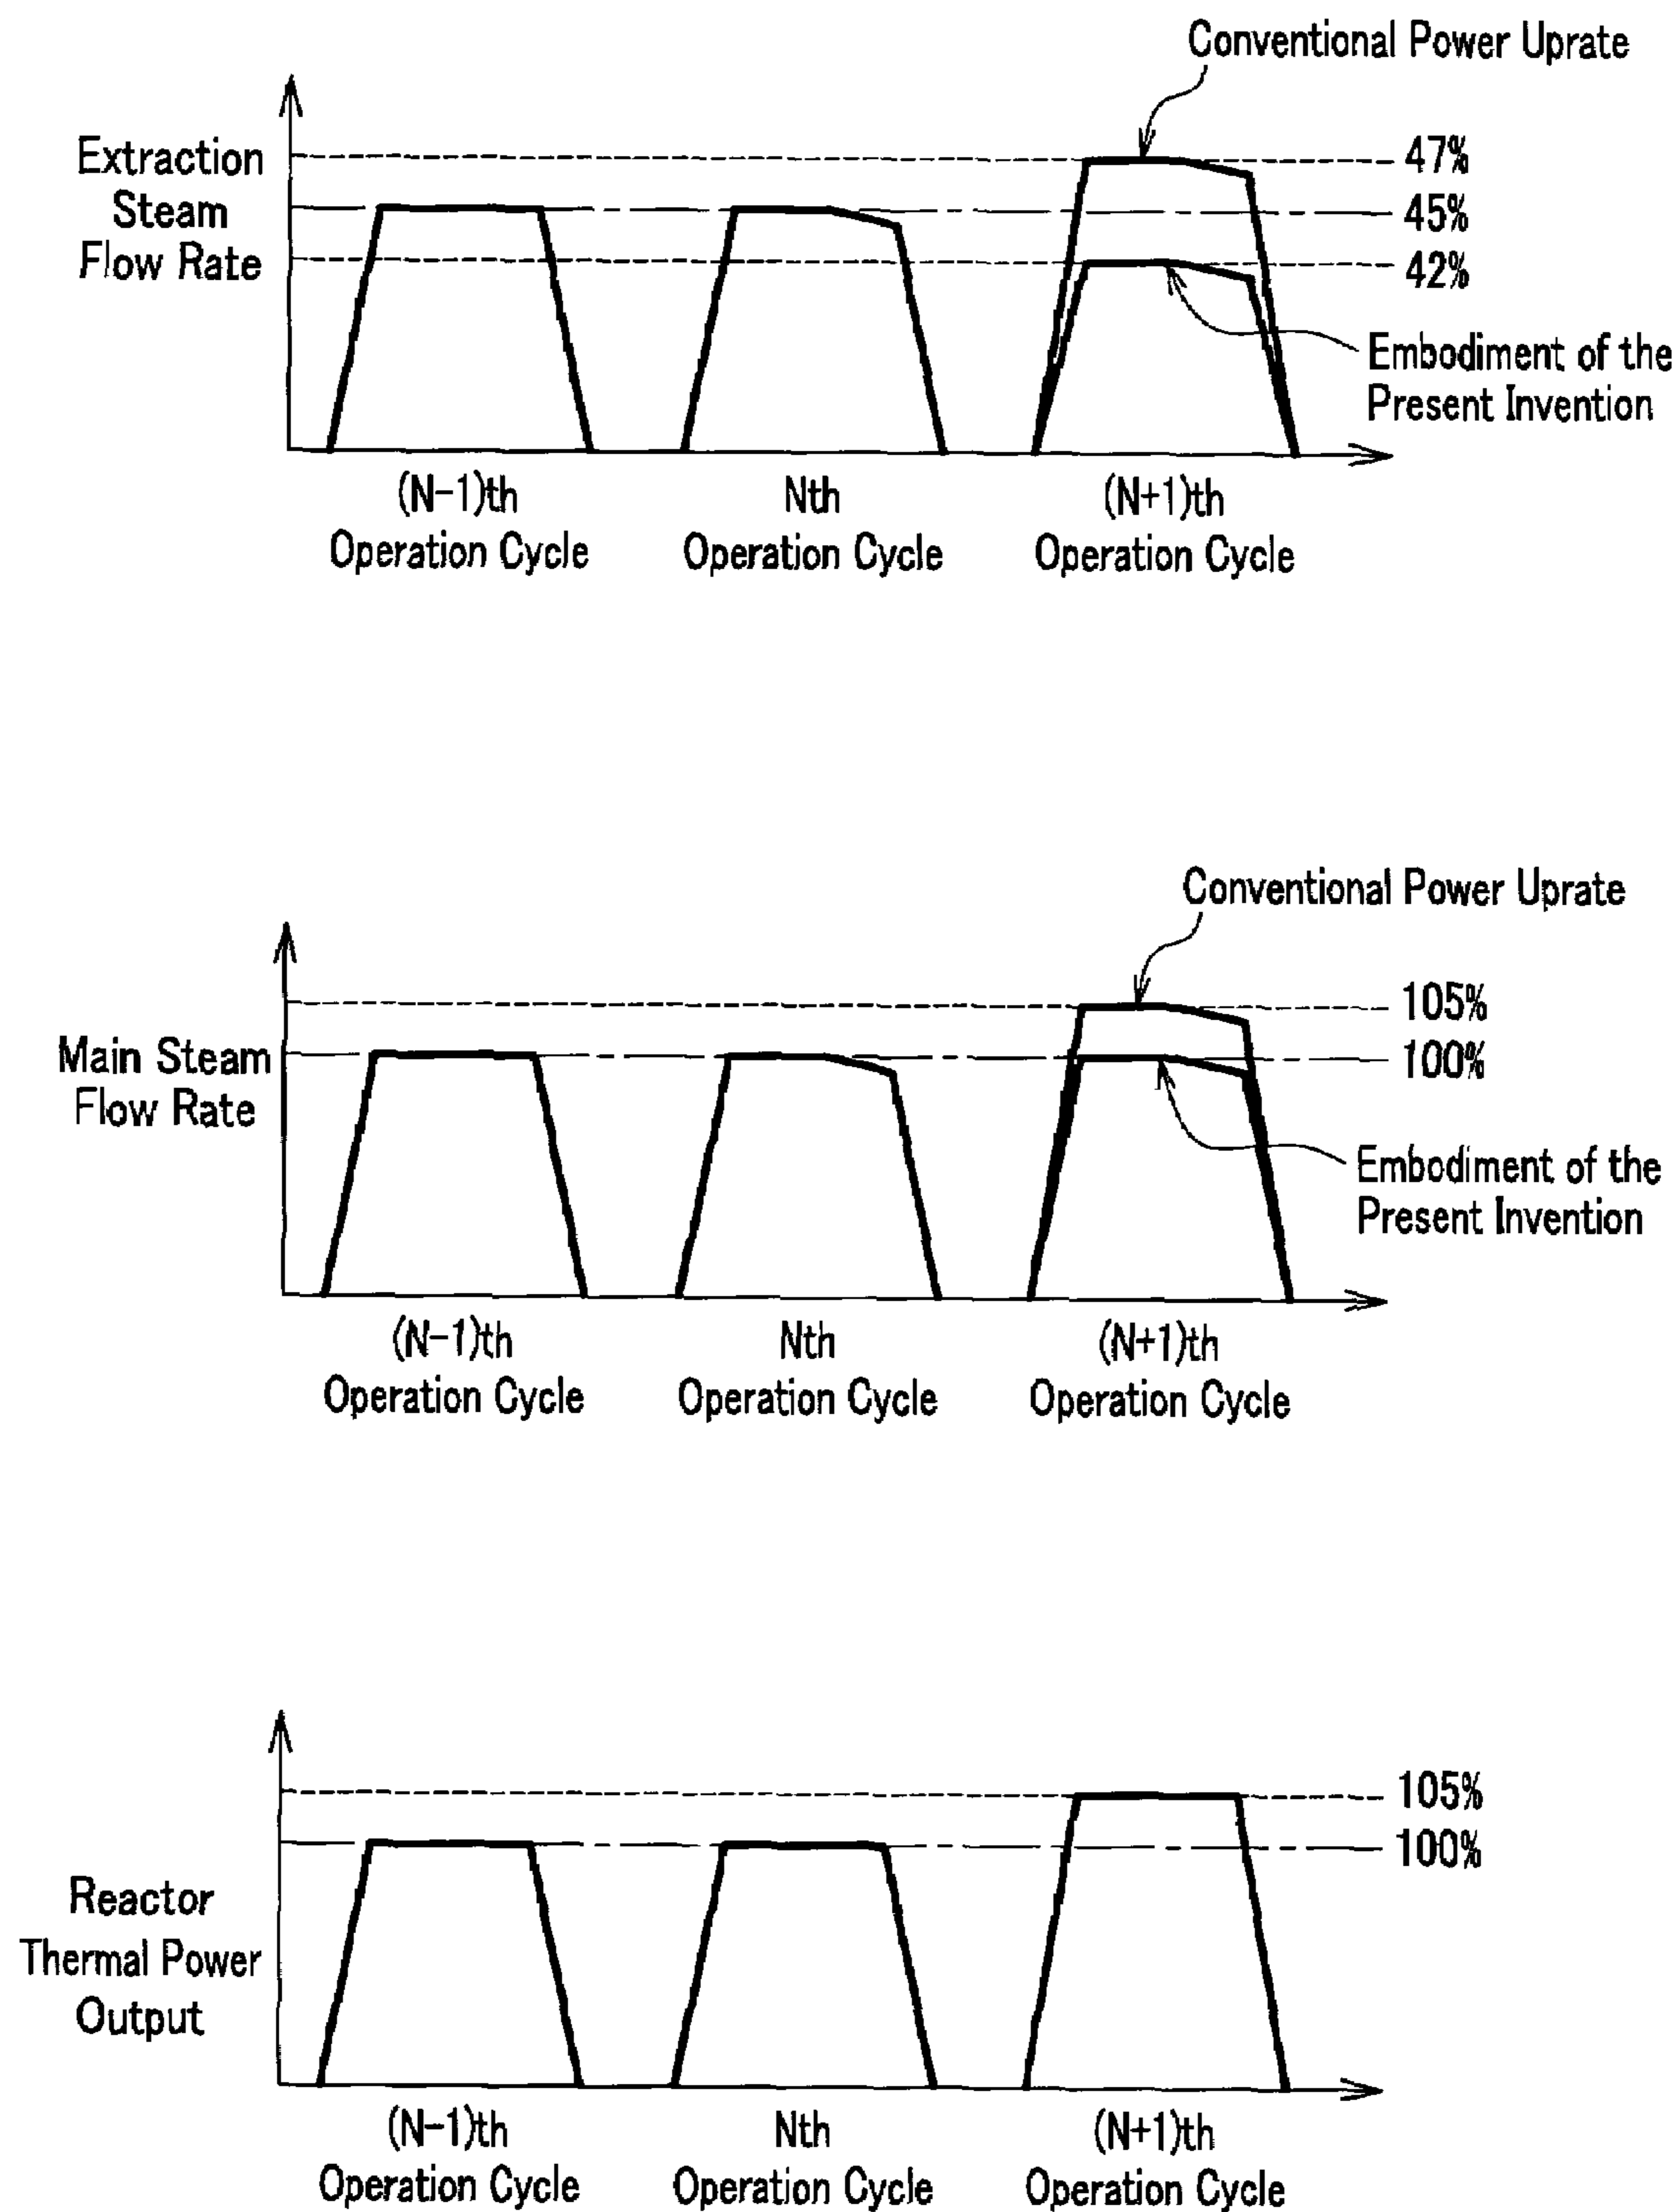 Conventional Power Uprate
Extraction
Steam
Flow Rate
47%
45%
42%
Embodiment of the
Present Invention
(N-1)th
Operation Cycle
Nth
Operation Cycle
(N+1)th
Operation Cycle
Conventional Power Uprate
Main Steam
Flow Rate
105%
100%
Embodiment of the
Present Invention
(N-1)th
Operation Cycle
Nth
Operation Cycle
(N+1)th
Operation Cycle
Reactor
Thermal Power
Output
105%
100%
(N-1)th
Operation Cycle
Nth
Operation Cycle
(N+1)th
Operation Cycle